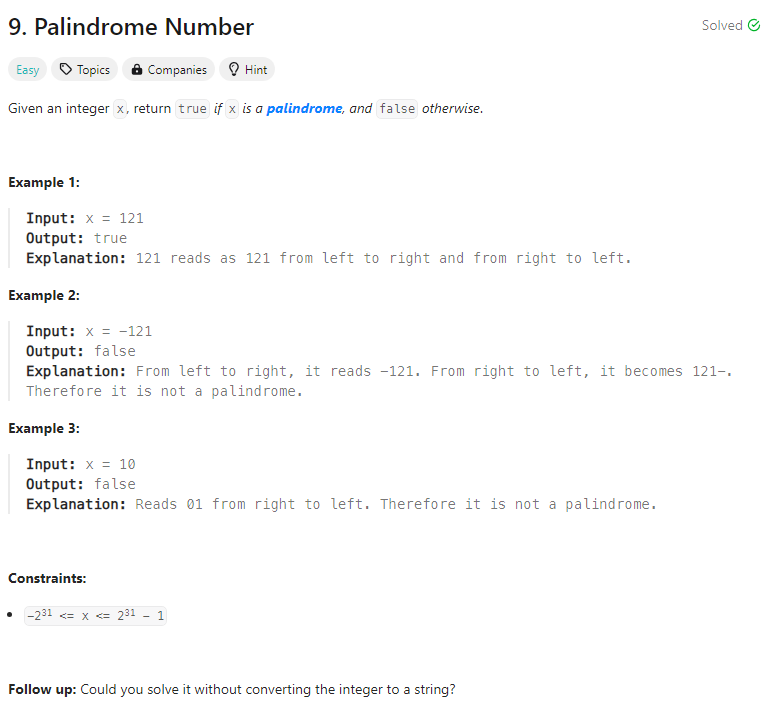 9. Palindrome Number
Solved
Easy Topics Companies Hint
Given an integer x, return true if x is a palindrome, and false otherwise.
Example 1:
Input: x = 121
Output: true
Explanation: 121 reads as 121 from left to right and from right to left.
Example 2:
Input: x = -121
Output: false
Explanation: From left to right, it reads -121. From right to left, it becomes 121-.
Therefore it is not a palindrome.
Example 3:
Input: x = 10
Output: false
Explanation: Reads 01 from right to left. Therefore it is not a palindrome.
Constraints:
• -2³¹ <= x <= 2³¹ - 1
Follow up: Could you solve it without converting the integer to a string?